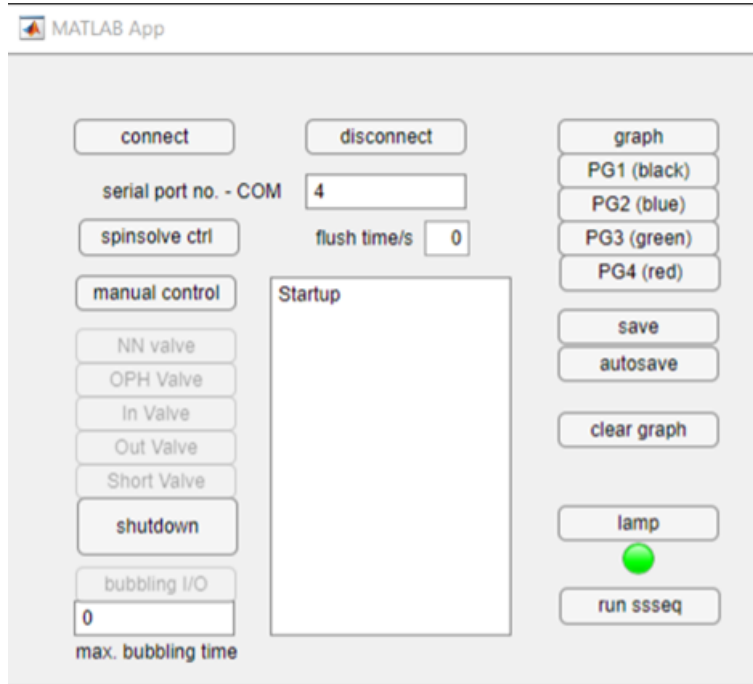 MATLAB App
connect
disconnect
serial port no. - COM
4
spinsolve ctrl
flush time/s
0
manual control
NN valve
OPH Valve
In Valve
Out Valve
Short Valve
shutdown
bubbling I/O
0
max. bubbling time
Startup
graph
PG1 (black)
PG2 (blue)
PG3 (green)
PG4 (red)
save
autosave
clear graph
lamp
run ssseq